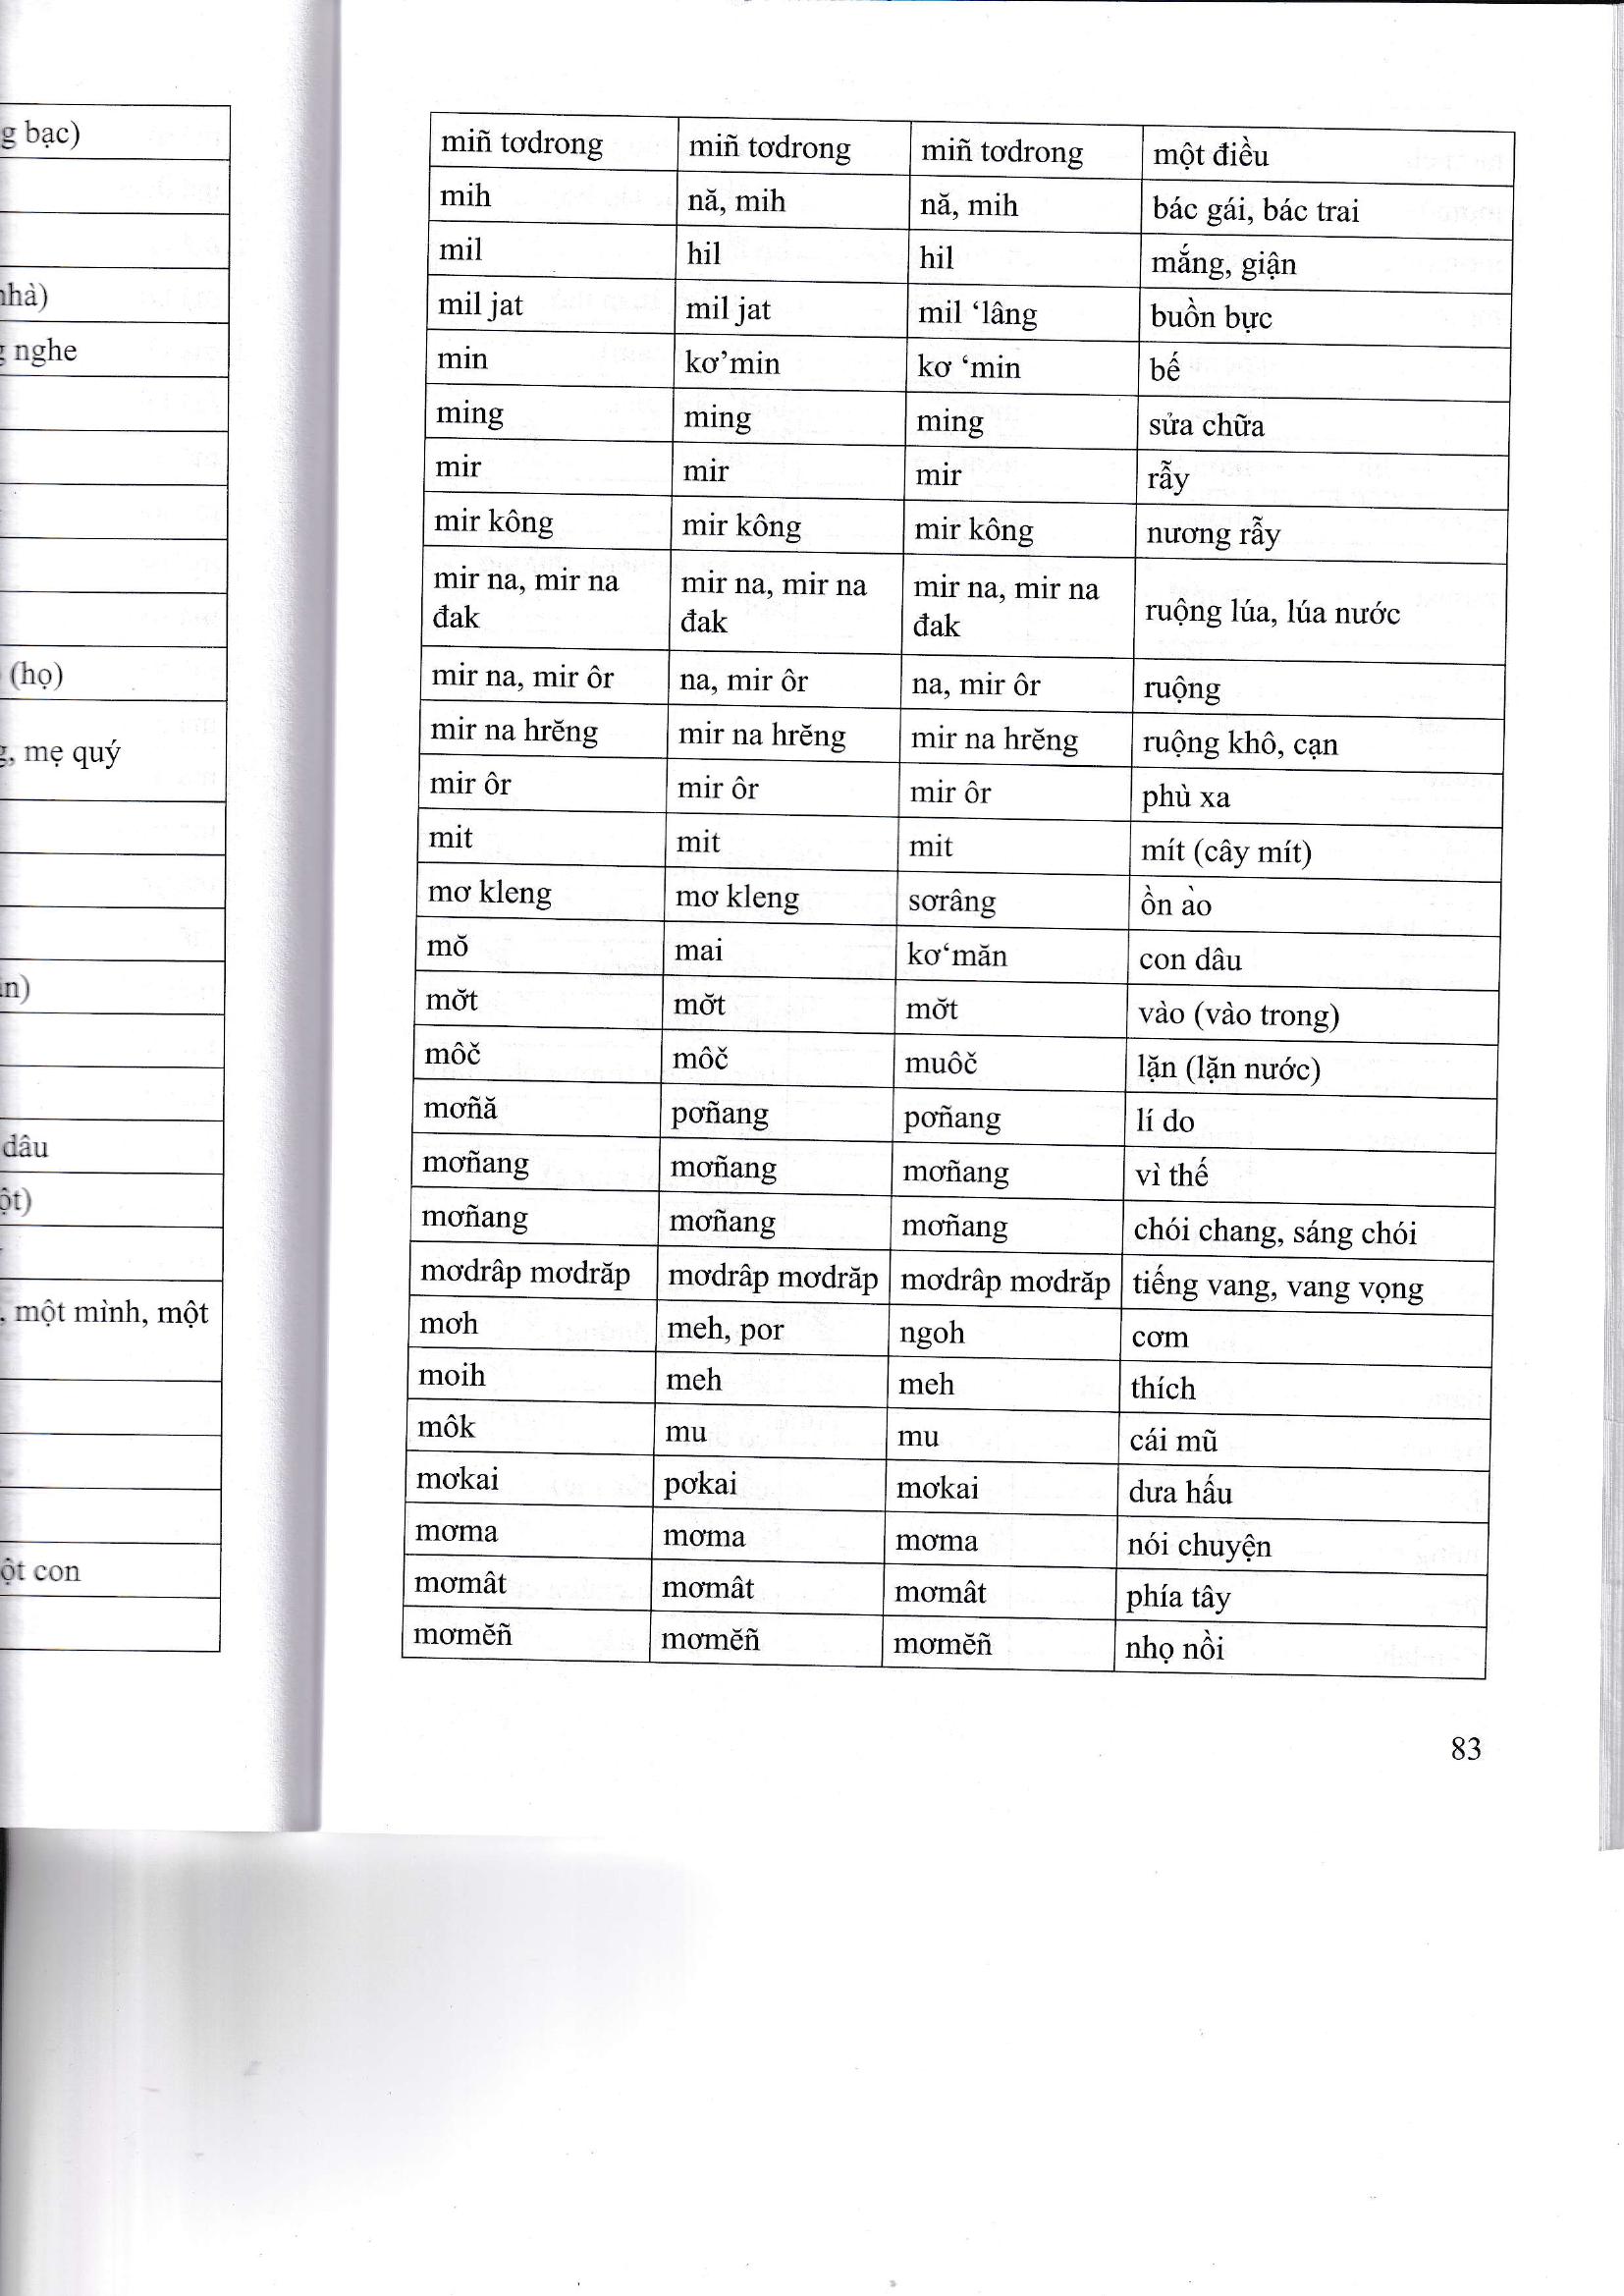 g bạc)
nhà)
g nghe
(họ)
g, mẹ quý
ân)
dâu
ột)
, một mình, một
ột con
miñ tơdrong miñ tơdrong miñ tơdrong một điều
mih nă, mih nă, mih bác gái, bác trai
mil hil hil mắng, giận
mil jat mil jat mil ‘lâng buồn bực
min kơ’min kơ ‘min bế
ming ming ming sửa chữa
mir mir mir rẫy
mir kông mir kông mir kông nương rẫy
mir na, mir na đak mir na, mir na đak mir na, mir na đak ruộng lúa, lúa nước
mir na, mir ôr na, mir ôr na, mir ôr ruộng
mir na hrĕng mir na hrĕng mir na hrĕng ruộng khô, cạn
mir ôr mir ôr mir ôr phù xa
mit mit mit mít (cây mít)
mơ kleng mơ kleng sơrâng ồn ào
mŏ mai kơ‘măn con dâu
mơ̆t mơ̆t mơ̆t vào (vào trong)
môč môč muôč lặn (lặn nước)
mơñă pơñang pơñang lí do
mơñang mơñang mơñang vì thế
mơñang mơñang mơñang chói chang, sáng chói
mơdrâp mơdrăp mơdrâp mơdrăp mơdrâp mơdrăp tiếng vang, vang vọng
mơh meh, por ngoh cơm
moih meh meh thích
môk mu mu cái mũ
mơkai pơkai mơkai dưa hấu
mơma mơma mơma nói chuyện
mơmât mơmât mơmât phía tây
mơmĕñ mơmĕñ mơmĕñ nhọ nồi
83